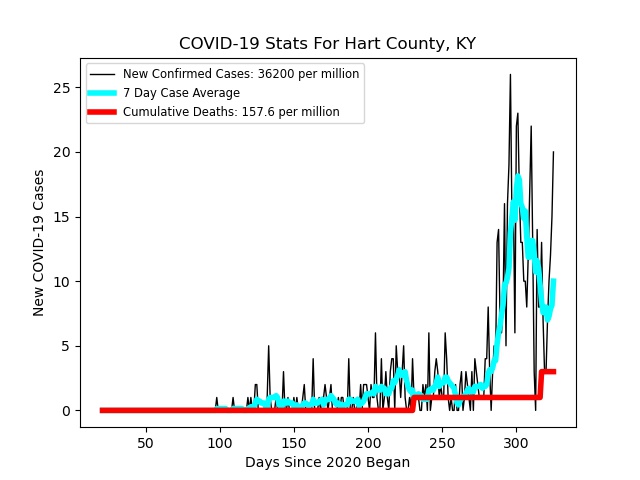 COVID-19 Stats For Hart County, KY
New Confirmed Cases: 36200 per million
7 Day Case Average
Cumulative Deaths: 157.6 per million
New COVID-19 Cases
25
20
15
10
5
0
50 100 150 200 250 300
Days Since 2020 Began